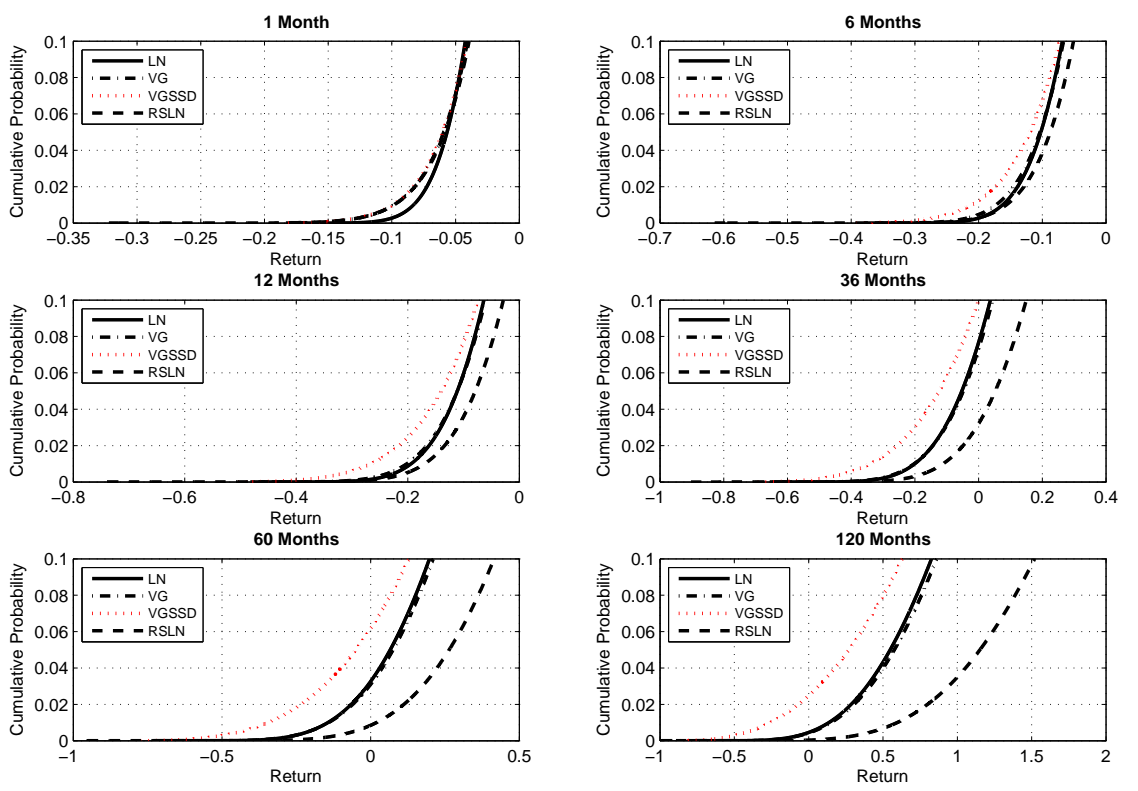 1 Month
Cumulative Probability
0.1
0.08
0.06
0.04
0.02
0
LN
VG
VGSSD
RSLN
−0.35 −0.3 −0.25 −0.2 −0.15 −0.1 −0.05 0
Return
6 Months
Cumulative Probability
0.1
0.08
0.06
0.04
0.02
0
LN
VG
VGSSD
RSLN
−0.7 −0.6 −0.5 −0.4 −0.3 −0.2 −0.1 0
Return
12 Months
Cumulative Probability
0.1
0.08
0.06
0.04
0.02
0
LN
VG
VGSSD
RSLN
−0.8 −0.6 −0.4 −0.2 0
Return
36 Months
Cumulative Probability
0.1
0.08
0.06
0.04
0.02
0
LN
VG
VGSSD
RSLN
−1 −0.8 −0.6 −0.4 −0.2 0 0.2 0.4
Return
60 Months
Cumulative Probability
0.1
0.08
0.06
0.04
0.02
0
LN
VG
VGSSD
RSLN
−1 −0.5 0 0.5
Return
120 Months
Cumulative Probability
0.1
0.08
0.06
0.04
0.02
0
LN
VG
VGSSD
RSLN
−1 −0.5 0 0.5 1 1.5 2
Return